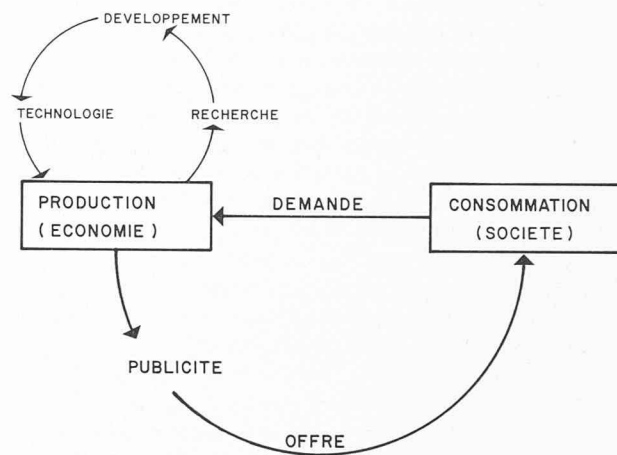 DEVELOPPEMENT
TECHNOLOGIE
RECHERCHE
PRODUCTION
( ECONOMIE )
DEMANDE
CONSOMMATION
( SOCIETE )
PUBLICITE
OFFRE